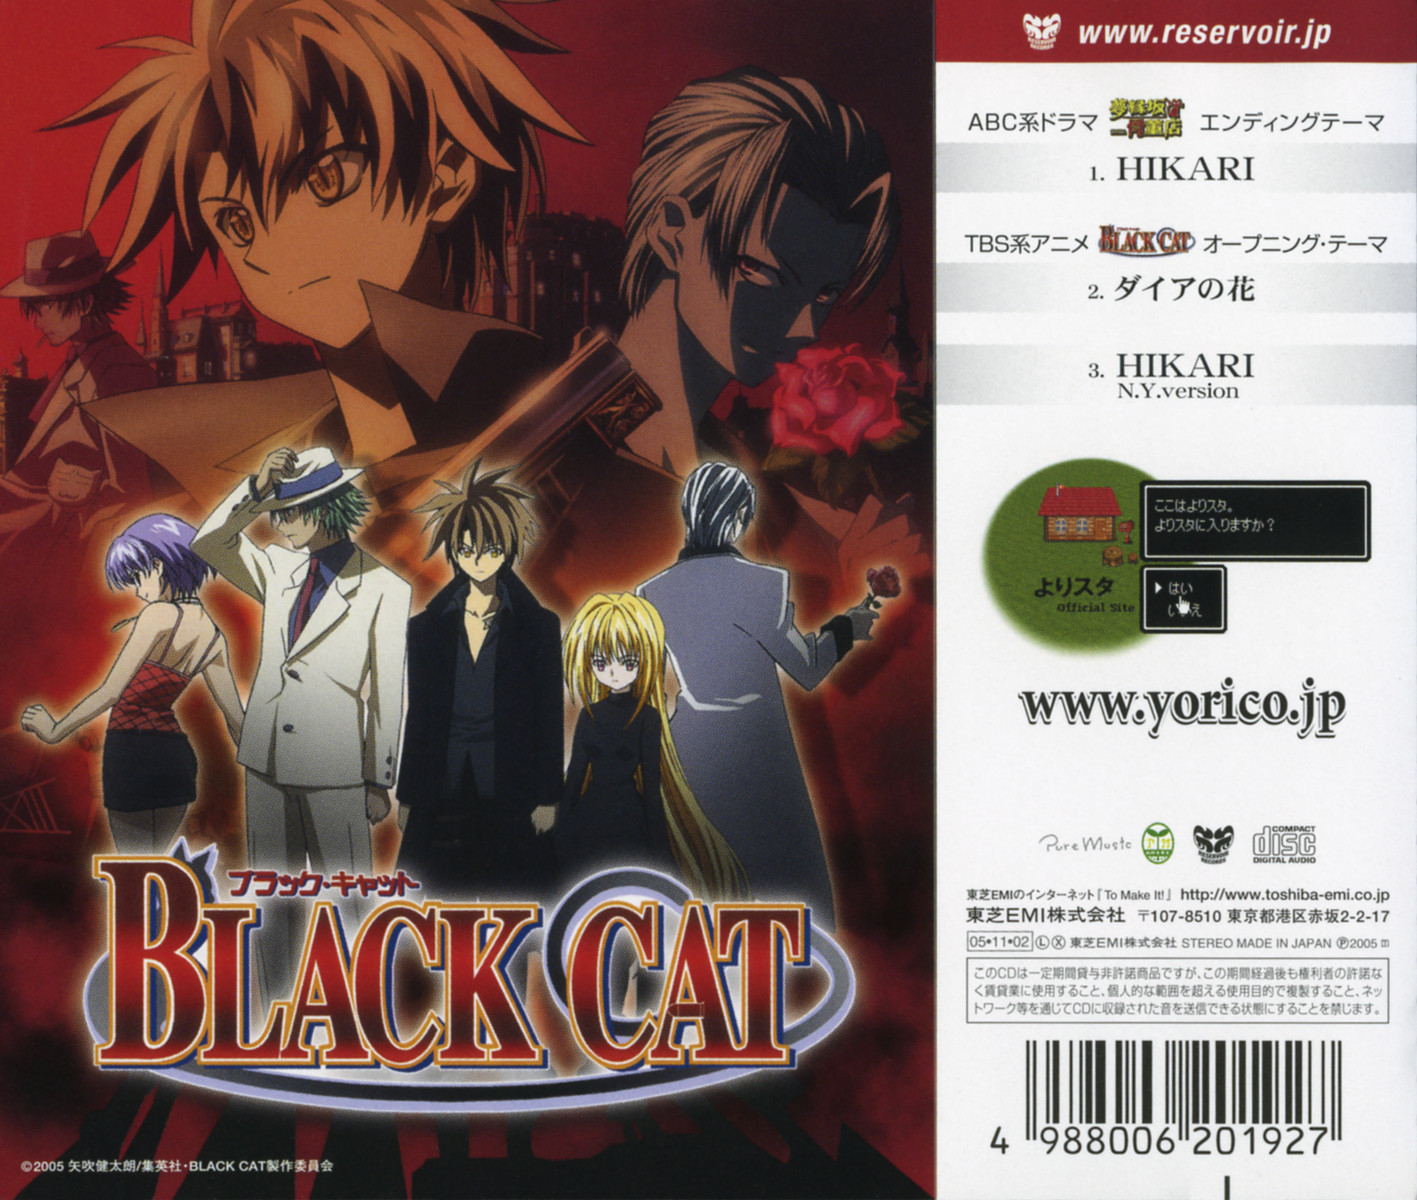 ブラック・キャット
BLACK CAT
XIII
©2005 矢吹健太朗/集英社・BLACK CAT製作委員会
RESERVOIR RECORDS
www.reservoir.jp
ABC系ドラマ 夢縁坂骨董店 エンディングテーマ
1. HIKARI
TBS系アニメ BLACK CAT オープニング・テーマ
2. ダイアの花
3. HIKARI
N.Y.version
ここはよりスタ。
よりスタに入りますか?
よりスタ
Official Site
はい
いいえ
www.yorico.jp
Pure Music
RESERVOIR RECORDS
COMPACT disc DIGITAL AUDIO
東芝EMIのインターネット『To Make It!』 http://www.toshiba-emi.co.jp
東芝EMI株式会社 〒107-8510 東京都港区赤坂2-2-17
05•11•02 Ⓛ Ⓧ 東芝EMI株式会社 STEREO MADE IN JAPAN Ⓟ2005
このCDは一定期間貸与非許諾商品ですが、この期間経過後も権利者の許諾な
く賃貸業に使用すること、個人的な範囲を超える使用目的で複製すること、ネッ
トワーク等を通じてCDに収録された音を送信できる状態にすることを禁じます。
4 988006 201927